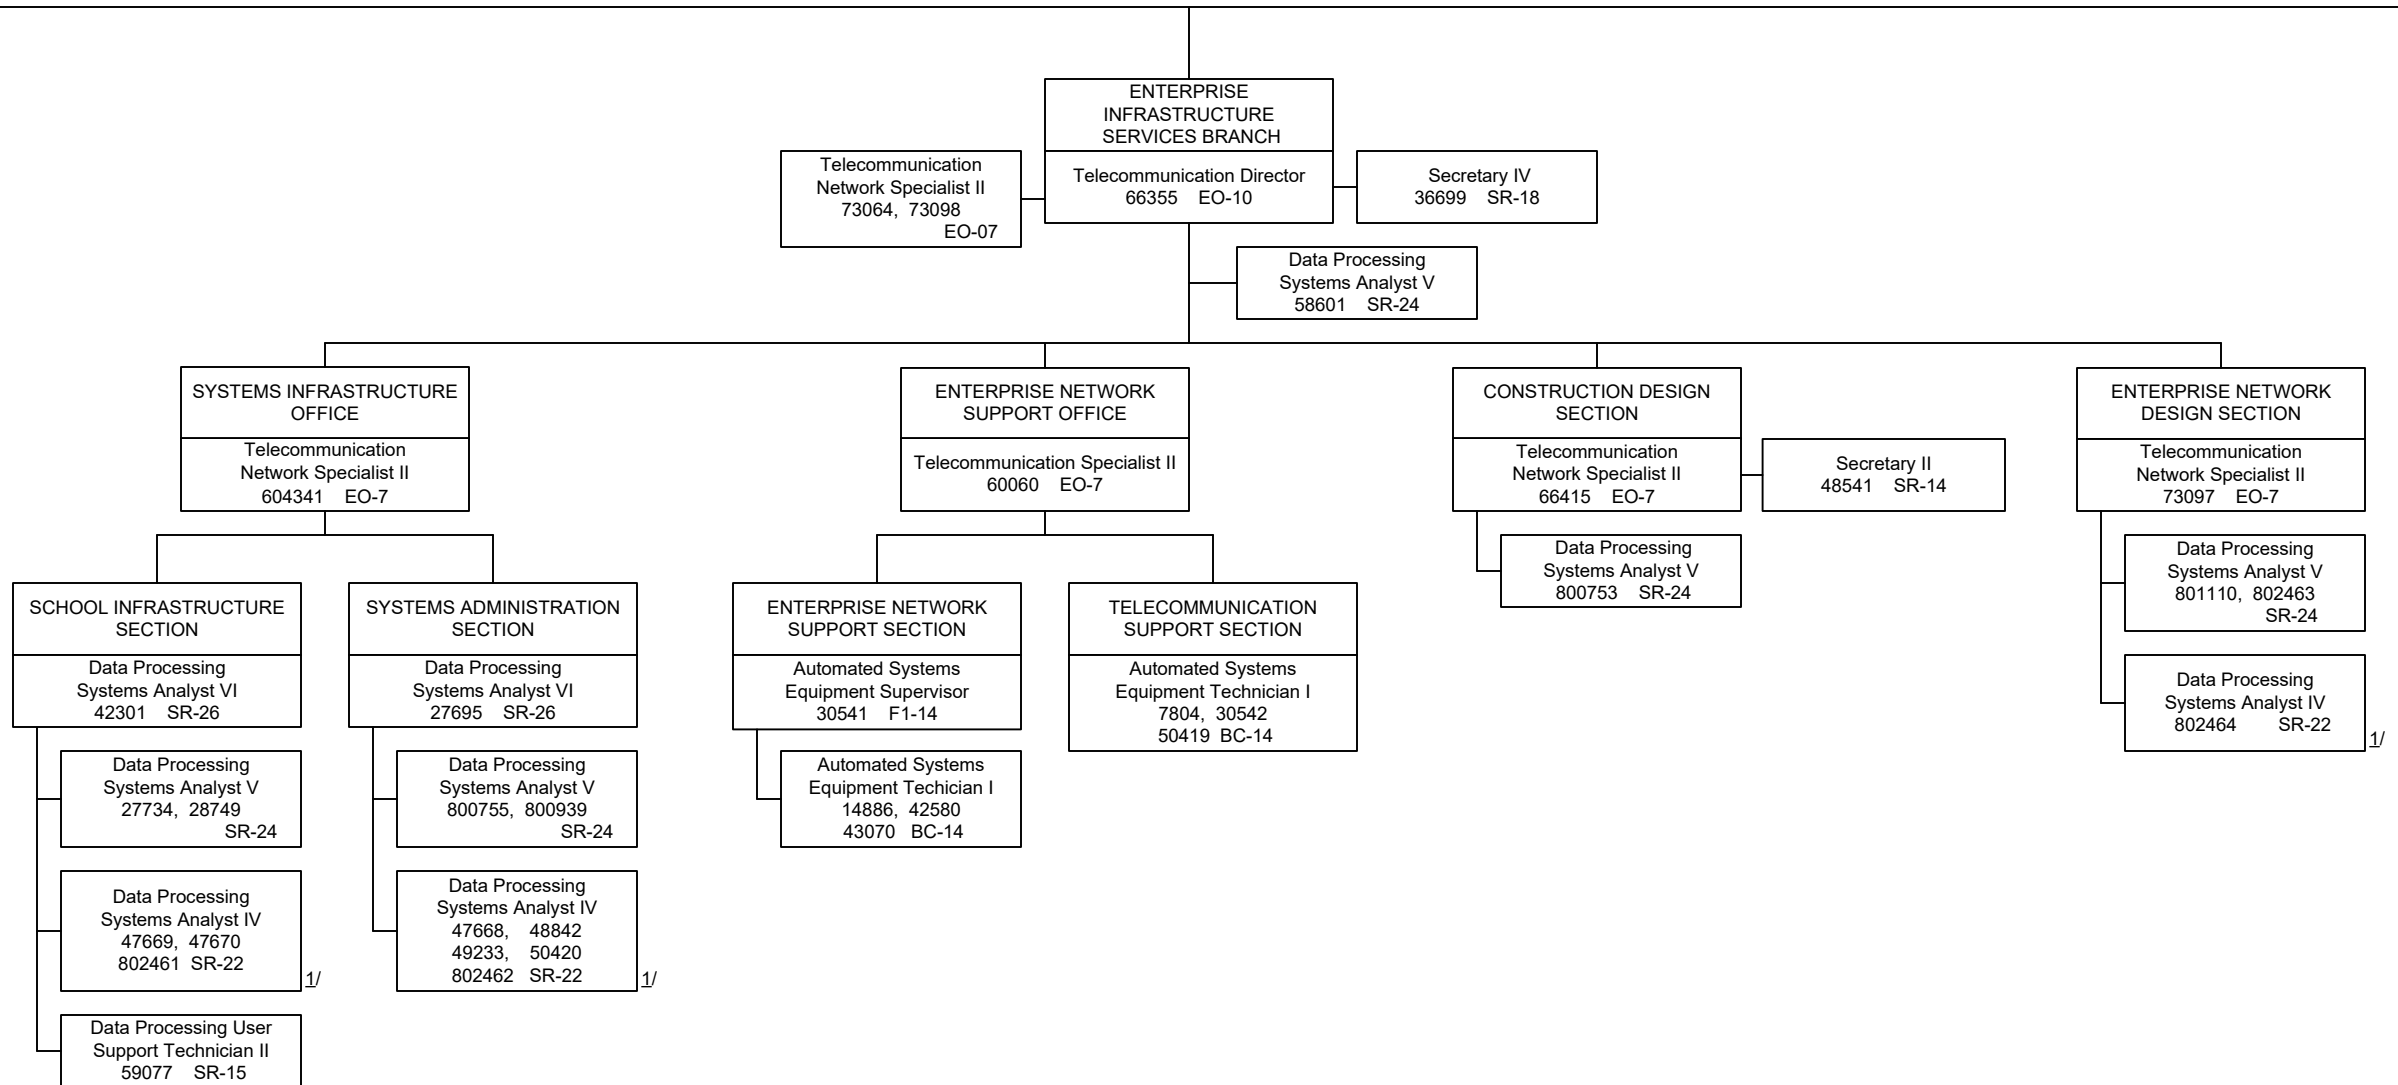 ENTERPRISE
INFRASTRUCTURE
SERVICES BRANCH
Telecommunication Director
66355 EO-10
Telecommunication
Network Specialist II
73064, 73098
EO-07
Secretary IV
36699 SR-18
Data Processing
Systems Analyst V
58601 SR-24
SYSTEMS INFRASTRUCTURE
OFFICE
Telecommunication
Network Specialist II
604341 EO-7
SCHOOL INFRASTRUCTURE
SECTION
Data Processing
Systems Analyst VI
42301 SR-26
Data Processing
Systems Analyst V
27734, 28749
SR-24
Data Processing
Systems Analyst IV
47669, 47670
802461 SR-22
1/
Data Processing User
Support Technician II
59077 SR-15
SYSTEMS ADMINISTRATION
SECTION
Data Processing
Systems Analyst VI
27695 SR-26
Data Processing
Systems Analyst V
800755, 800939
SR-24
Data Processing
Systems Analyst IV
47668, 48842
49233, 50420
802462 SR-22
1/
ENTERPRISE NETWORK
SUPPORT OFFICE
Telecommunication Specialist II
60060 EO-7
ENTERPRISE NETWORK
SUPPORT SECTION
Automated Systems
Equipment Supervisor
30541 F1-14
Automated Systems
Equipment Techician I
14886, 42580
43070 BC-14
TELECOMMUNICATION
SUPPORT SECTION
Automated Systems
Equipment Technician I
7804, 30542
50419 BC-14
CONSTRUCTION DESIGN
SECTION
Telecommunication
Network Specialist II
66415 EO-7
Secretary II
48541 SR-14
Data Processing
Systems Analyst V
800753 SR-24
ENTERPRISE NETWORK
DESIGN SECTION
Telecommunication
Network Specialist II
73097 EO-7
Data Processing
Systems Analyst V
801110, 802463
SR-24
Data Processing
Systems Analyst IV
802464 SR-22
1/